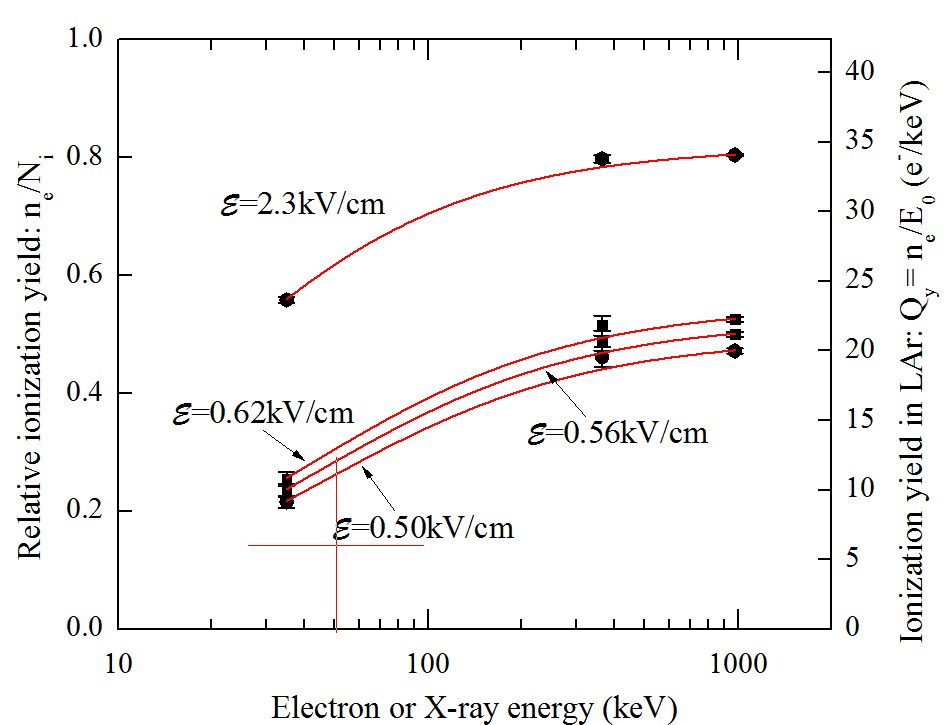 1.0
0.8
0.6
0.4
0.2
0.0
10
100
1000
40
35
30
25
20
15
10
5
0
Relative ionization yield: nₑ/Nᵢ
Electron or X-ray energy (keV)
Ionization yield in LAr: Q_y = nₑ/E₀ (e⁻/keV)
ℰ=2.3kV/cm
ℰ=0.62kV/cm
ℰ=0.56kV/cm
ℰ=0.50kV/cm